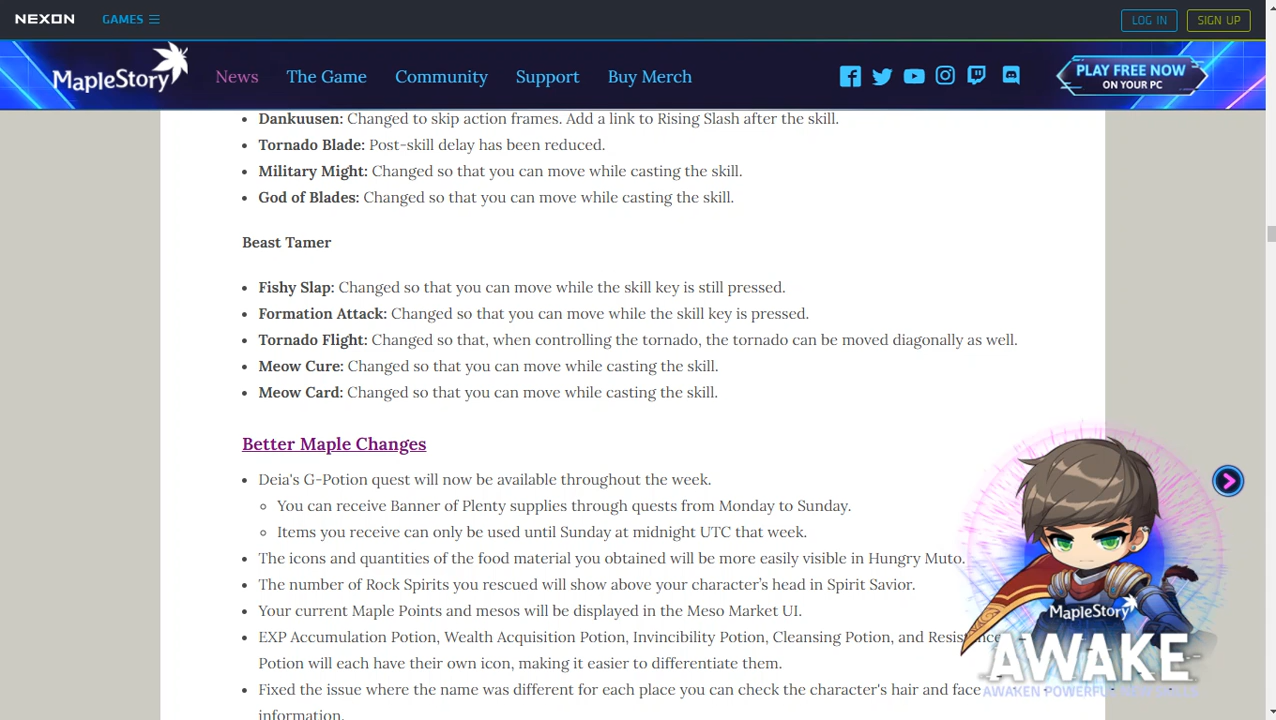 NEXON GAMES LOG IN SIGN UP
MapleStory News The Game Community Support Buy Merch PLAY FREE NOW
ON YOUR PC
Dankuusen: Changed to skip action frames. Add a link to Rising Slash after the skill.
Tornado Blade: Post-skill delay has been reduced.
Military Might: Changed so that you can move while casting the skill.
God of Blades: Changed so that you can move while casting the skill.
Beast Tamer
Fishy Slap: Changed so that you can move while the skill key is still pressed.
Formation Attack: Changed so that you can move while the skill key is pressed.
Tornado Flight: Changed so that, when controlling the tornado, the tornado can be moved diagonally as well.
Meow Cure: Changed so that you can move while casting the skill.
Meow Card: Changed so that you can move while casting the skill.
Better Maple Changes
Deia's G-Potion quest will now be available throughout the week.
You can receive Banner of Plenty supplies through quests from Monday to Sunday.
Items you receive can only be used until Sunday at midnight UTC that week.
The icons and quantities of the food material you obtained will be more easily visible in Hungry Muto.
The number of Rock Spirits you rescued will show above your character’s head in Spirit Savior.
Your current Maple Points and mesos will be displayed in the Meso Market UI.
EXP Accumulation Potion, Wealth Acquisition Potion, Invincibility Potion, Cleansing Potion, and Resistance
Potion will each have their own icon, making it easier to differentiate them.
Fixed the issue where the name was different for each place you can check the character's hair and face
information.
MapleStory
AWAKE
AWAKEN POWERFUL NEW SKILLS